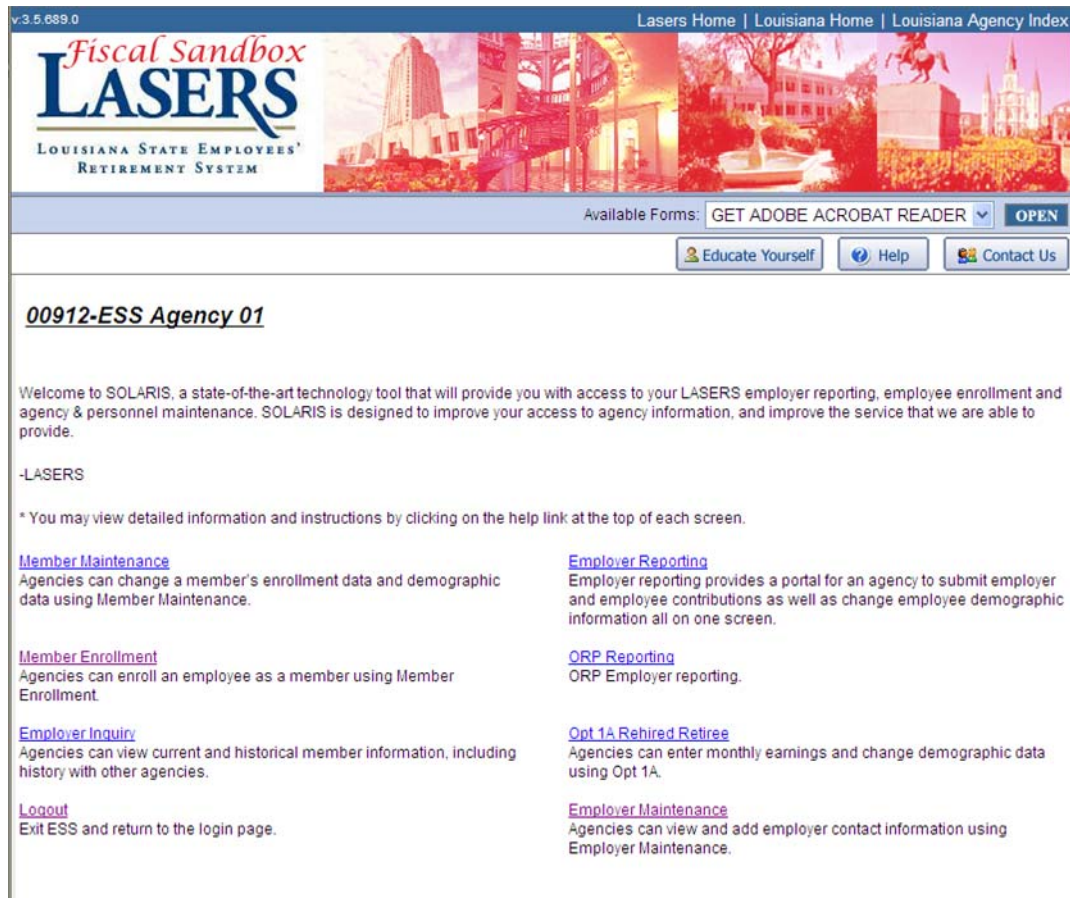 v:3.5.689.0
Lasers Home | Louisiana Home | Louisiana Agency Index
Fiscal Sandbox
LASERS
LOUISIANA STATE EMPLOYEES'
RETIREMENT SYSTEM
Available Forms: GET ADOBE ACROBAT READER OPEN
Educate Yourself Help Contact Us
00912-ESS Agency 01
Welcome to SOLARIS, a state-of-the-art technology tool that will provide you with access to your LASERS employer reporting, employee enrollment and
agency & personnel maintenance. SOLARIS is designed to improve your access to agency information, and improve the service that we are able to
provide.
-LASERS
* You may view detailed information and instructions by clicking on the help link at the top of each screen.
Member Maintenance
Agencies can change a member's enrollment data and demographic
data using Member Maintenance.
Employer Reporting
Employer reporting provides a portal for an agency to submit employer
and employee contributions as well as change employee demographic
information all on one screen.
Member Enrollment
Agencies can enroll an employee as a member using Member
Enrollment.
ORP Reporting
ORP Employer reporting.
Employer Inquiry
Agencies can view current and historical member information, including
history with other agencies.
Opt 1A Rehired Retiree
Agencies can enter monthly earnings and change demographic data
using Opt 1A.
Logout
Exit ESS and return to the login page.
Employer Maintenance
Agencies can view and add employer contact information using
Employer Maintenance.